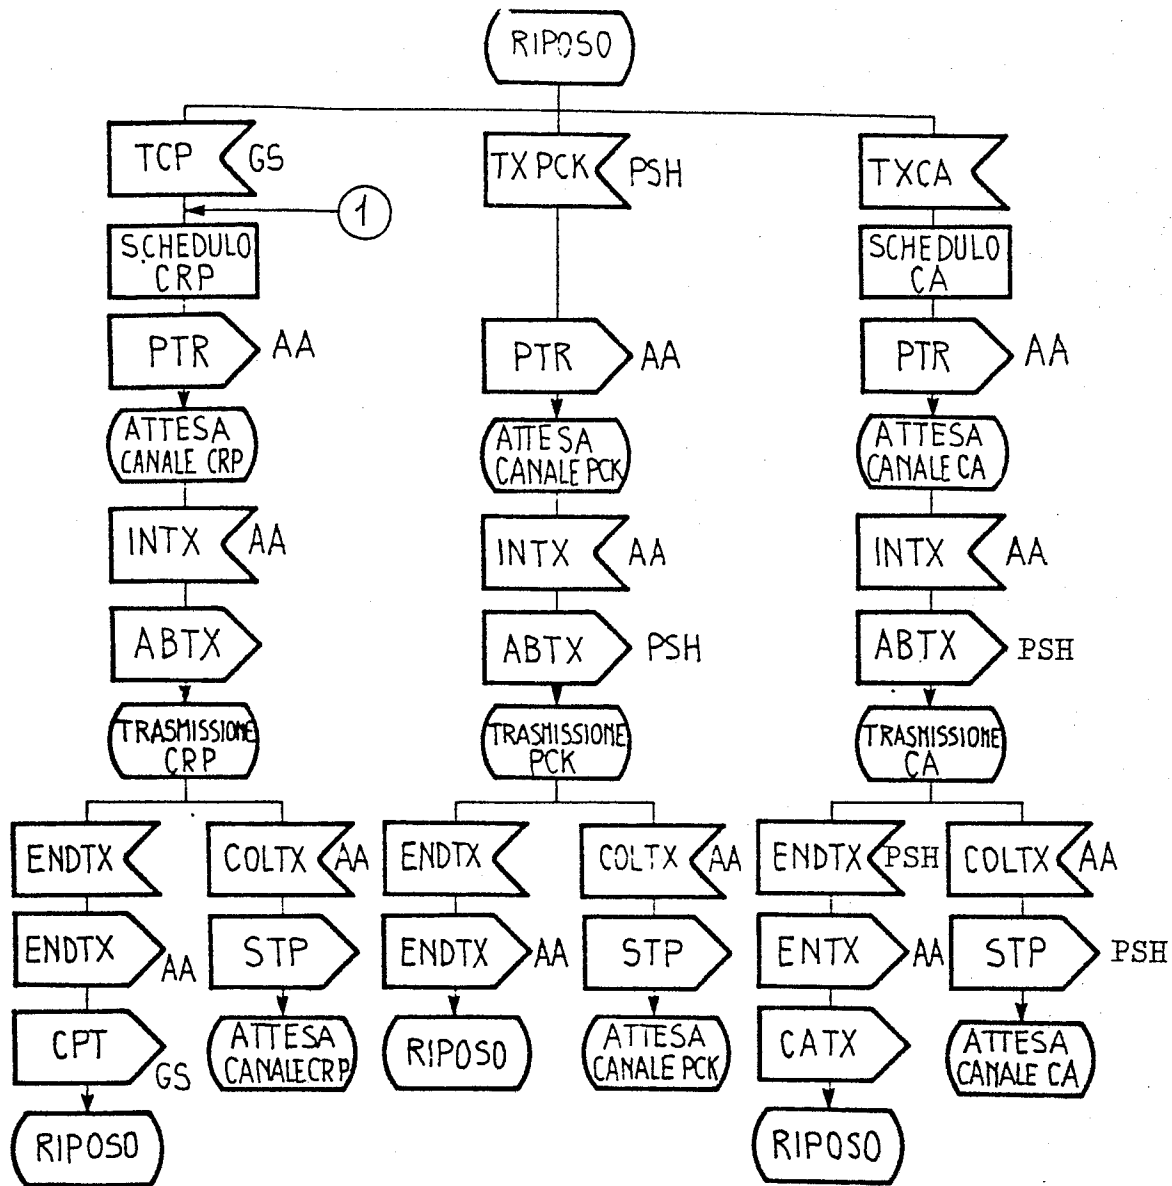 RIPOSO
TCP GS
TXPCK PSH
TXCA
1
SCHEDULO
CRP
SCHEDULO
CA
PTR AA
PTR AA
PTR AA
ATTESA
CANALE CRP
ATTESA
CANALE PCK
ATTESA
CANALE CA
INTX AA
INTX AA
INTX AA
ABTX
ABTX PSH
ABTX PSH
TRASMISSIONE
CRP
TRASMISSIONE
PCK
TRASMISSIONE
CA
ENDTX
COLTX AA
ENDTX
COLTX AA
ENDTX PSH
COLTX AA
ENDTX AA
STP
ENDTX AA
STP
ENTX AA
STP PSH
CPT GS
ATTESA
CANALE CRP
RIPOSO
ATTESA
CANALE PCK
CATX
ATTESA
CANALE CA
RIPOSO
RIPOSO